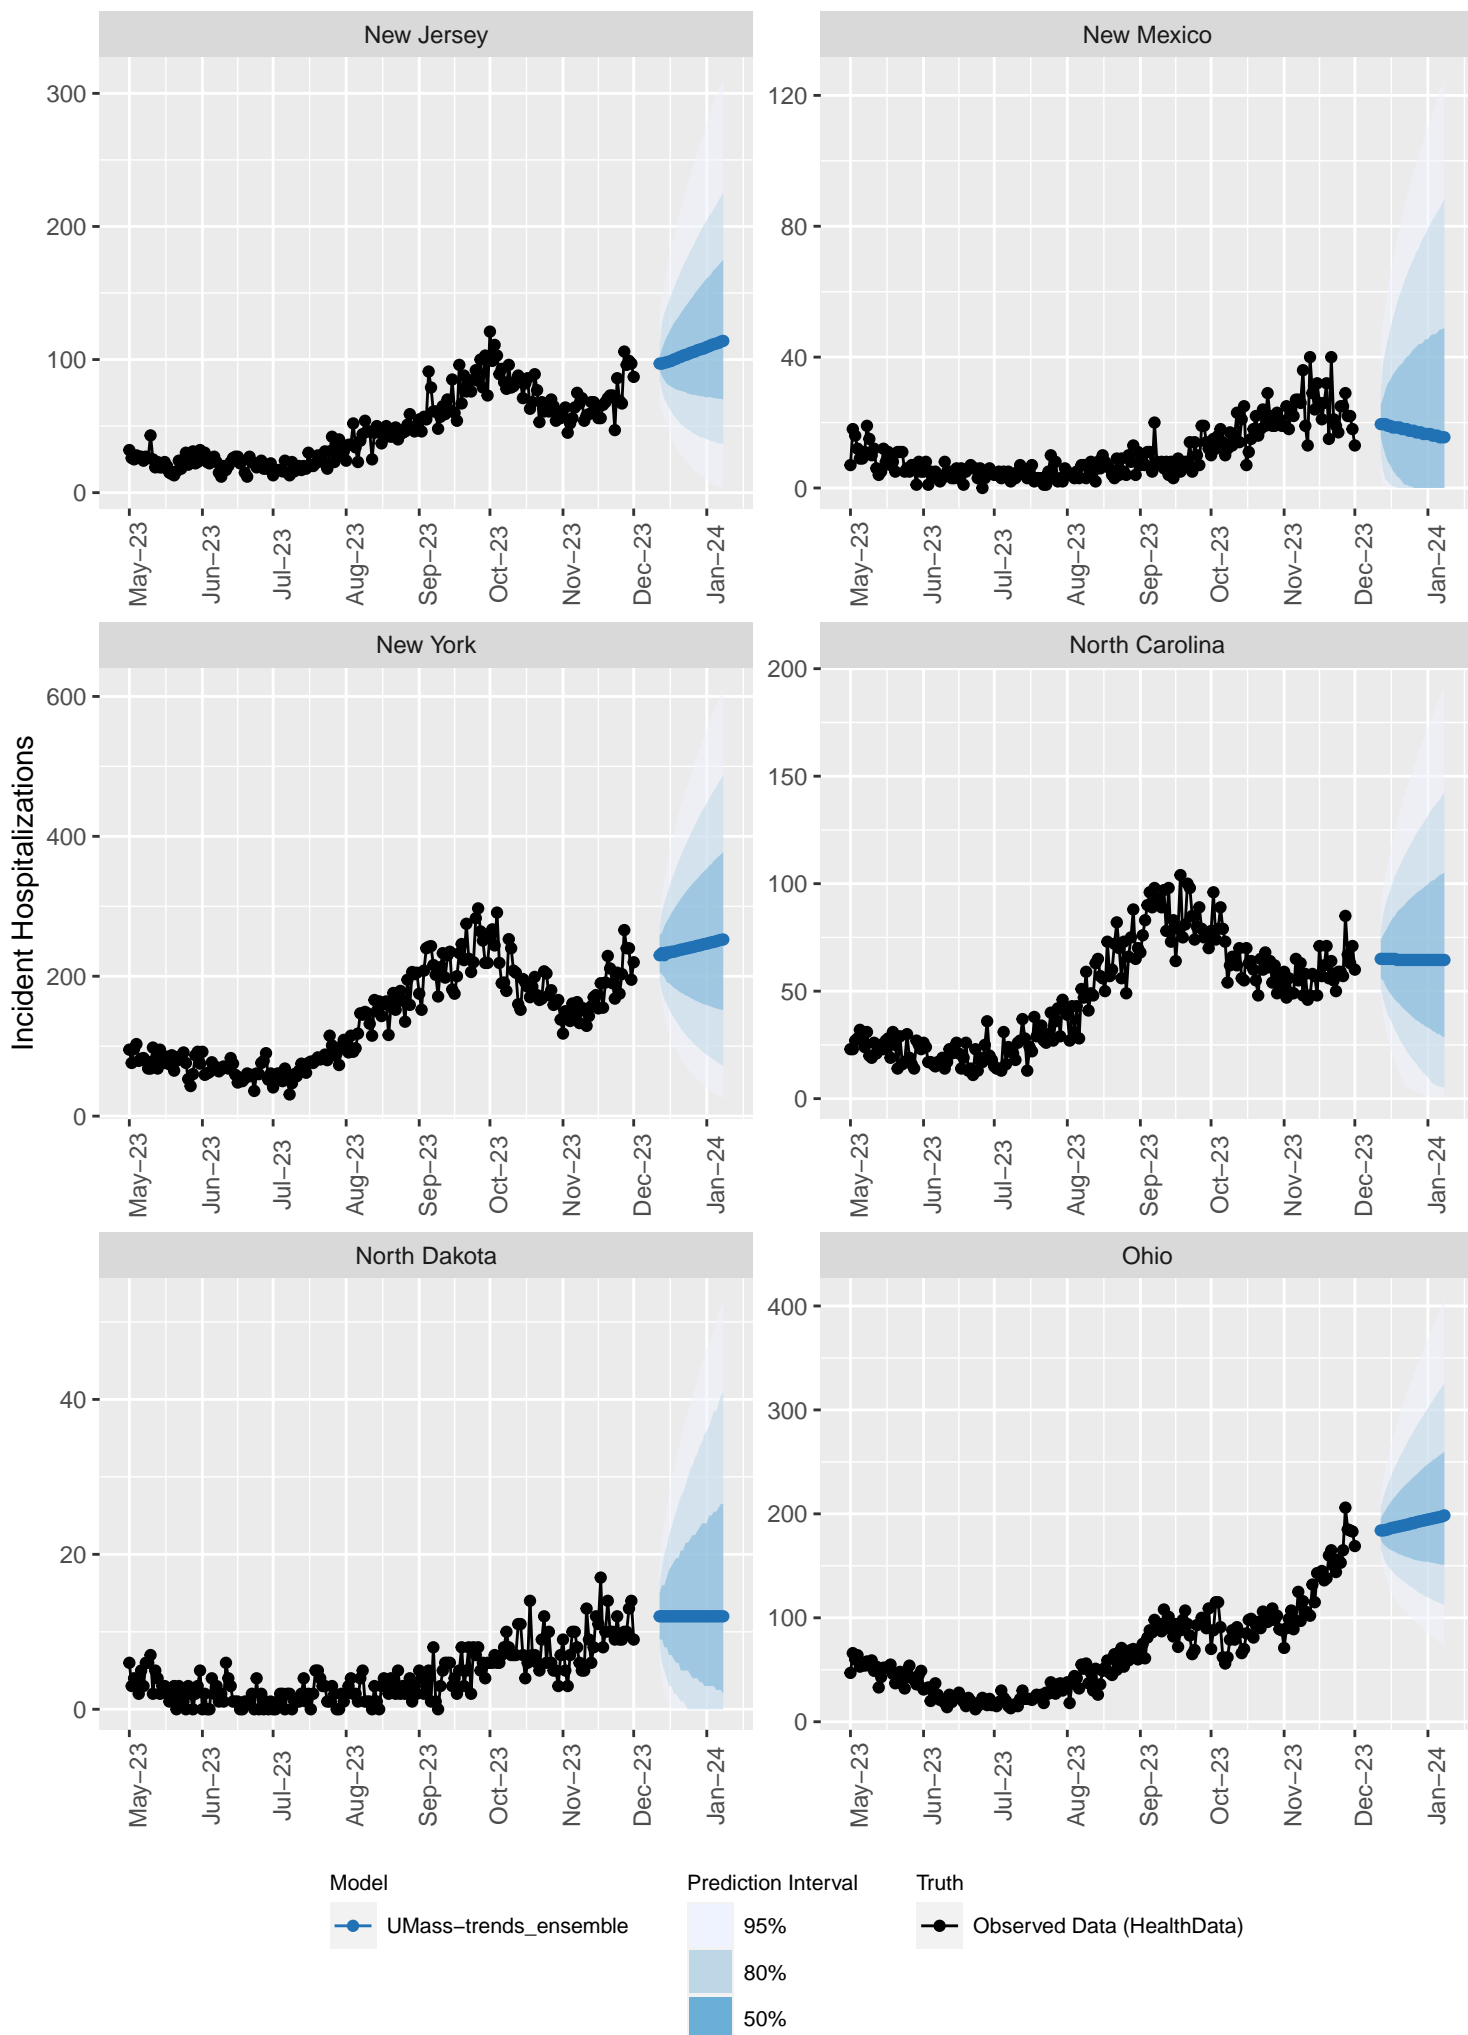 New Jersey
New Mexico
300
200
100
0
120
80
40
0
May−23
Jun−23
Jul−23
Aug−23
Sep−23
Oct−23
Nov−23
Dec−23
Jan−24
May−23
Jun−23
Jul−23
Aug−23
Sep−23
Oct−23
Nov−23
Dec−23
Jan−24
Incident Hospitalizations
New York
North Carolina
600
400
200
0
200
150
100
50
0
May−23
Jun−23
Jul−23
Aug−23
Sep−23
Oct−23
Nov−23
Dec−23
Jan−24
May−23
Jun−23
Jul−23
Aug−23
Sep−23
Oct−23
Nov−23
Dec−23
Jan−24
North Dakota
Ohio
40
20
0
400
300
200
100
0
May−23
Jun−23
Jul−23
Aug−23
Sep−23
Oct−23
Nov−23
Dec−23
Jan−24
May−23
Jun−23
Jul−23
Aug−23
Sep−23
Oct−23
Nov−23
Dec−23
Jan−24
Model
UMass−trends_ensemble
Prediction Interval
95%
80%
50%
Truth
Observed Data (HealthData)